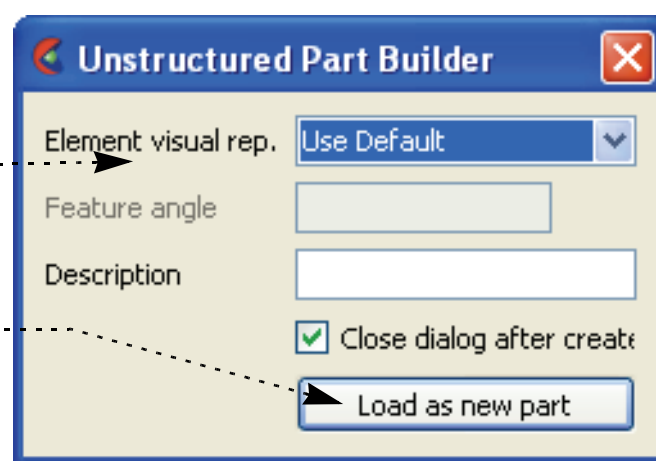 Unstructured Part Builder
Element visual rep. Use Default
Feature angle
Description
Close dialog after create
Load as new part